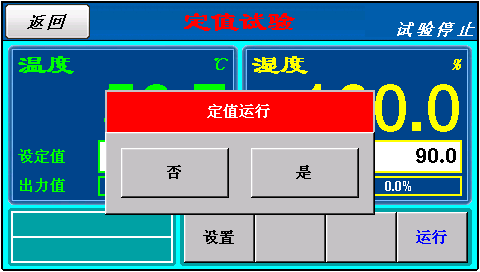 返回
定值试验
试验停止
温度
℃
湿度
%
定值运行
否
是
设定值
90.0
出力值
0.0%
设置
运行